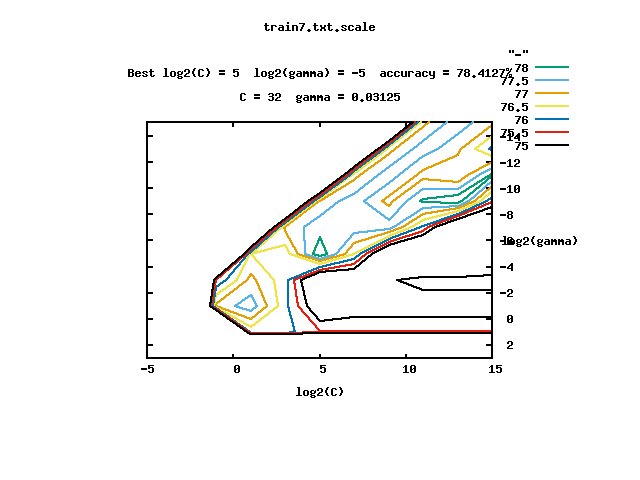 train7.txt.scale
"-"
Best log2(C) = 5 log2(gamma) = -5 accuracy = 78.4127%
78
77.5
C = 32 gamma = 0.03125
77
76.5
76
75.5
75
-14
-12
-10
-8
-6
log2(gamma)
-4
-2
0
2
-5 0 5 10 15
log2(C)